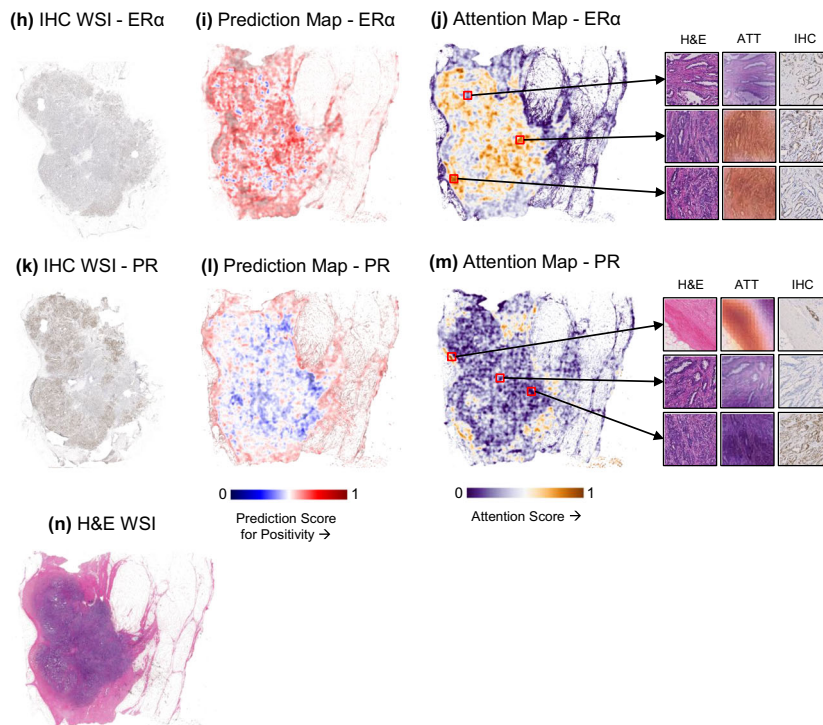 (h) IHC WSI - ERα
(i) Prediction Map - ERα
(j) Attention Map - ERα
H&E ATT IHC
(k) IHC WSI - PR
(l) Prediction Map - PR
(m) Attention Map - PR
H&E ATT IHC
0 1
Prediction Score
for Positivity →
0 1
Attention Score →
(n) H&E WSI